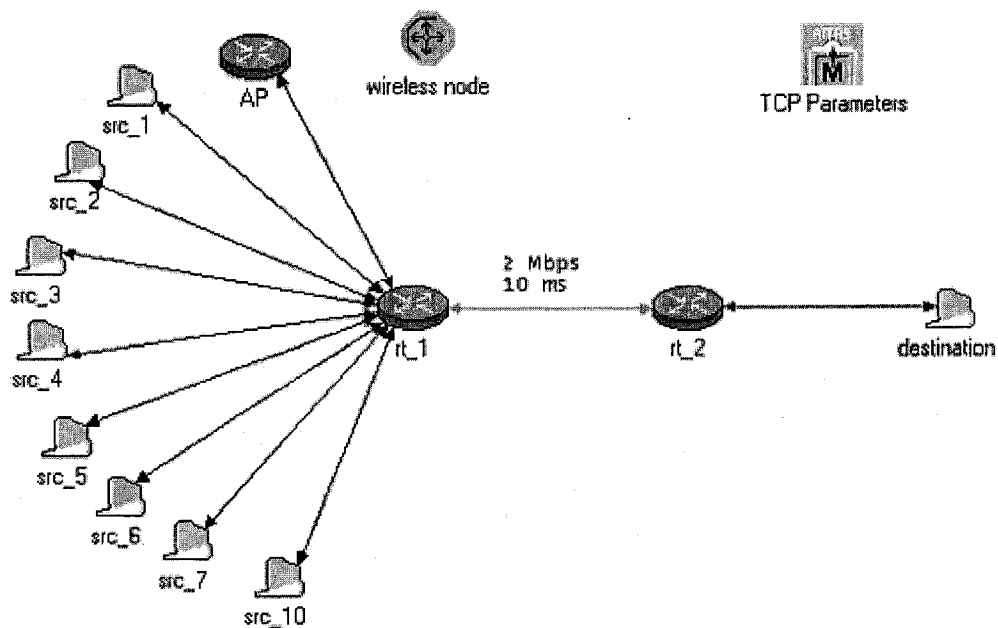 AP
wireless node
ATTRS
M
TCP Parameters
src_1
src_2
src_3
src_4
src_5
src_6
src_7
src_10
rt_1
2 Mbps
10 ms
rt_2
destination